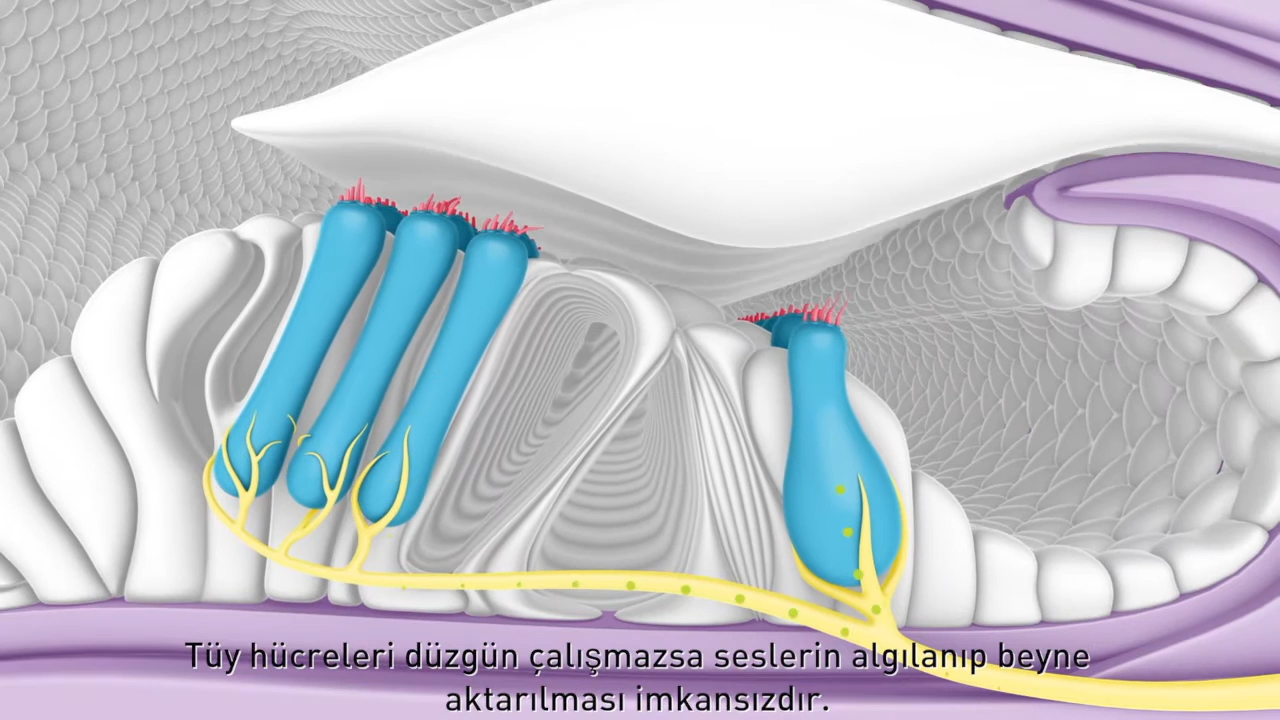 Tüy hücreleri düzgün çalışmazsa seslerin algılanıp beyne
aktarılması imkansızdır.